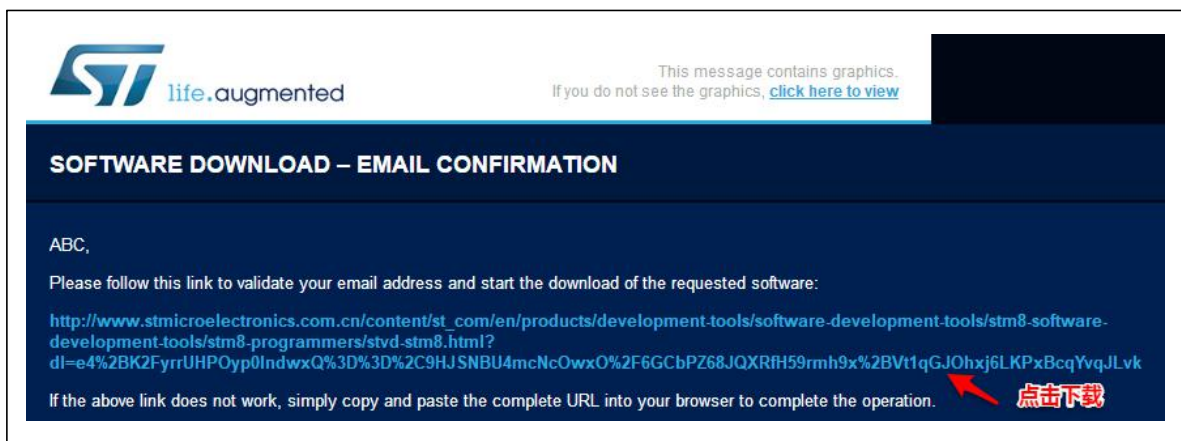 life.augmented
This message contains graphics.
If you do not see the graphics, click here to view
SOFTWARE DOWNLOAD – EMAIL CONFIRMATION
ABC,
Please follow this link to validate your email address and start the download of the requested software:
http://www.stmicroelectronics.com.cn/content/st_com/en/products/development-tools/software-development-tools/stm8-software-
development-tools/stm8-programmers/stvd-stm8.html?
dl=e4%2BK2FyrrUHPOyp0IndwxQ%3D%3D%2C9HJSNBU4mcNcOwxO%2F6GCbPZ68JQXRfH59rmh9x%2BVt1qGJOhxj6LKPxBcqYvqJLvk
If the above link does not work, simply copy and paste the complete URL into your browser to complete the operation.
点击下载